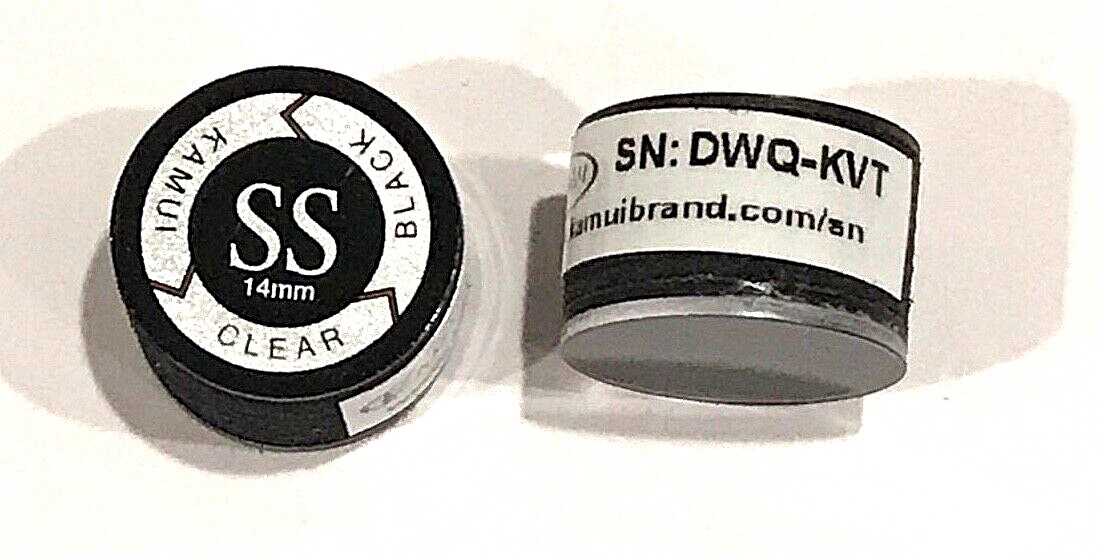 KAMUI
BLACK
CLEAR
SS
14mm
SN: DWQ-KVT
kamuibrand.com/sn